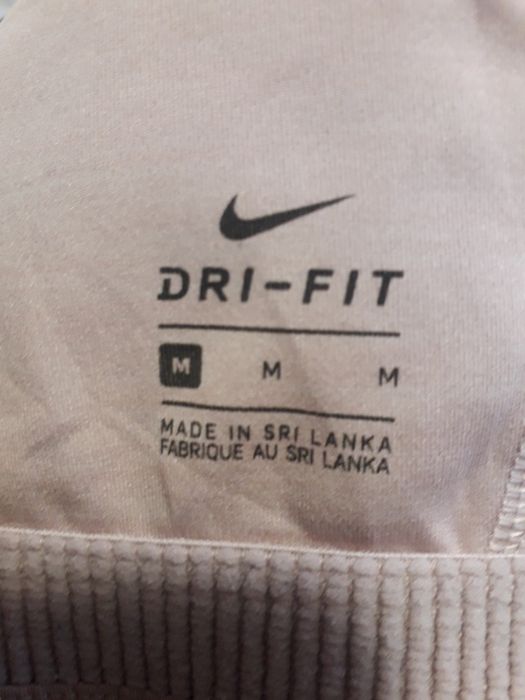 DRI-FIT
M M M
MADE IN SRI LANKA
FABRIQUE AU SRI LANKA